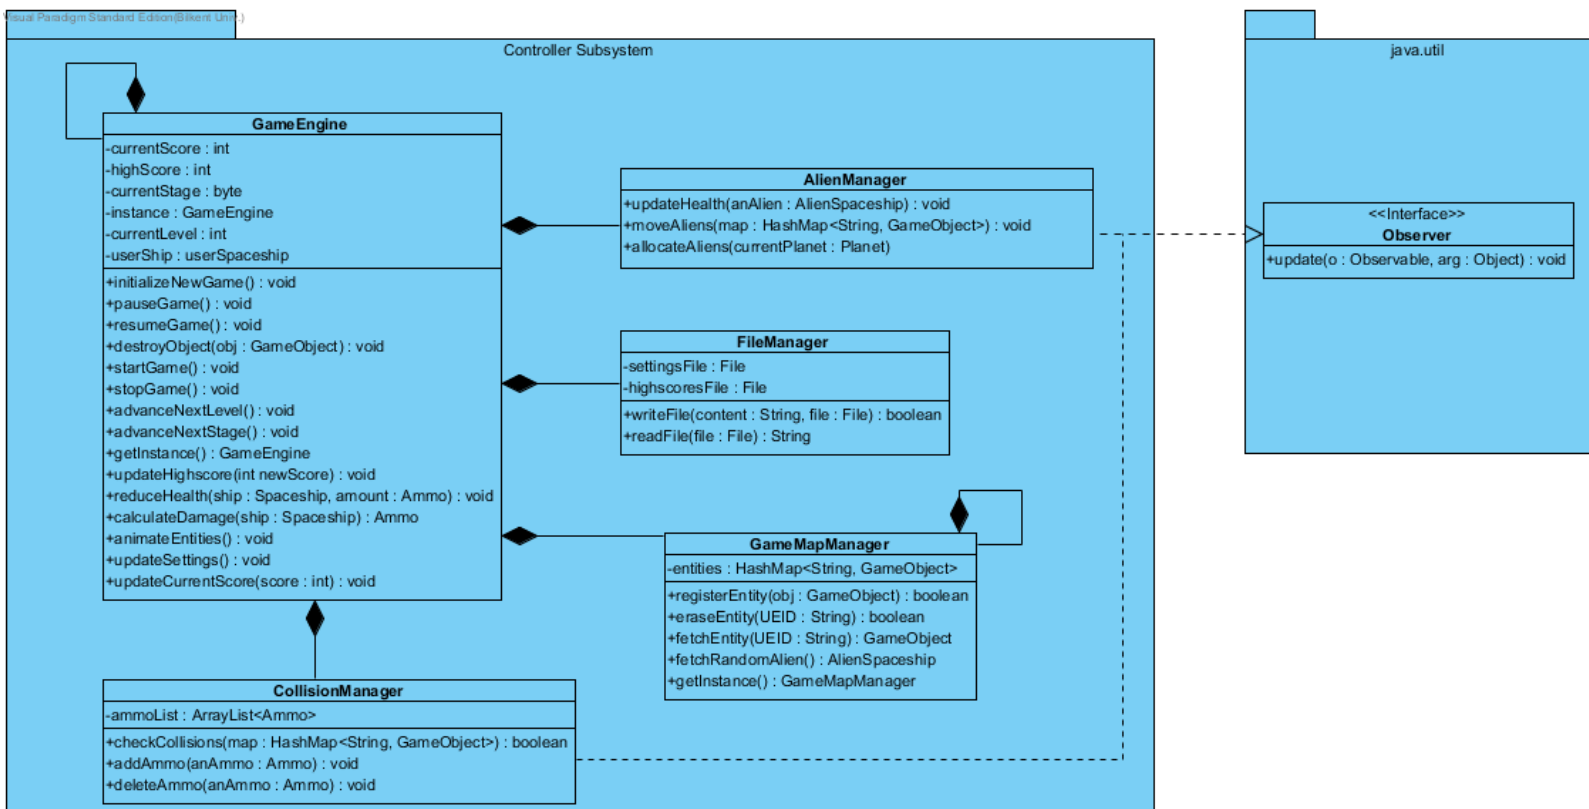 Visual Paradigm Standard Edition(Bilkent Univ.)
Controller Subsystem
GameEngine
-currentScore : int
-highScore : int
-currentStage : byte
-instance : GameEngine
-currentLevel : int
-userShip : userSpaceship
+initializeNewGame() : void
+pauseGame() : void
+resumeGame() : void
+destroyObject(obj : GameObject) : void
+startGame() : void
+stopGame() : void
+advanceNextLevel() : void
+advanceNextStage() : void
+getInstance() : GameEngine
+updateHighscore(int newScore) : void
+reduceHealth(ship : Spaceship, amount : Ammo) : void
+calculateDamage(ship : Spaceship) : Ammo
+animateEntities() : void
+updateSettings() : void
+updateCurrentScore(score : int) : void
AlienManager
+updateHealth(anAlien : AlienSpaceship) : void
+moveAliens(map : HashMap<String, GameObject>) : void
+allocateAliens(currentPlanet : Planet)
FileManager
-settingsFile : File
-highscoresFile : File
+writeFile(content : String, file : File) : boolean
+readFile(file : File) : String
GameMapManager
-entities : HashMap<String, GameObject>
+registerEntity(obj : GameObject) : boolean
+eraseEntity(UEID : String) : boolean
+fetchEntity(UEID : String) : GameObject
+fetchRandomAlien() : AlienSpaceship
+getInstance() : GameMapManager
CollisionManager
-ammoList : ArrayList<Ammo>
+checkCollisions(map : HashMap<String, GameObject>) : boolean
+addAmmo(anAmmo : Ammo) : void
+deleteAmmo(anAmmo : Ammo) : void
java.util
<<Interface>>
Observer
+update(o : Observable, arg : Object) : void